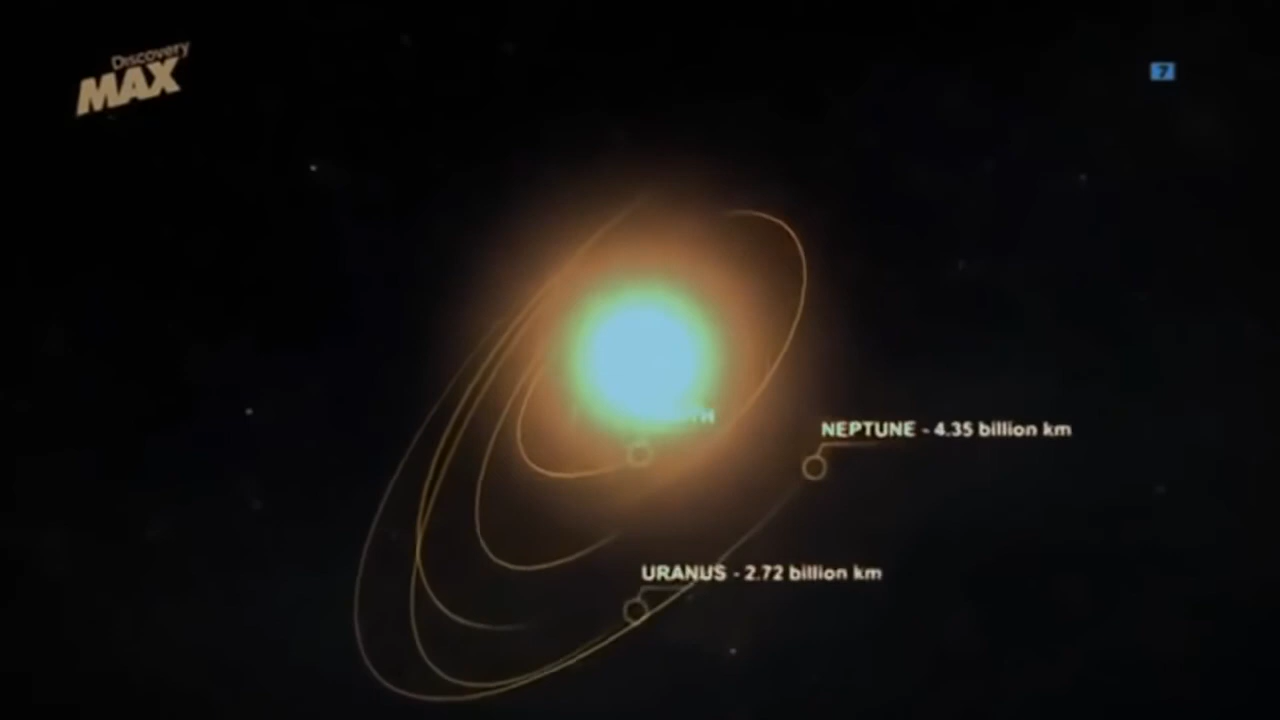 Discovery
MAX
7
NEPTUNE - 4.35 billion km
URANUS - 2.72 billion km